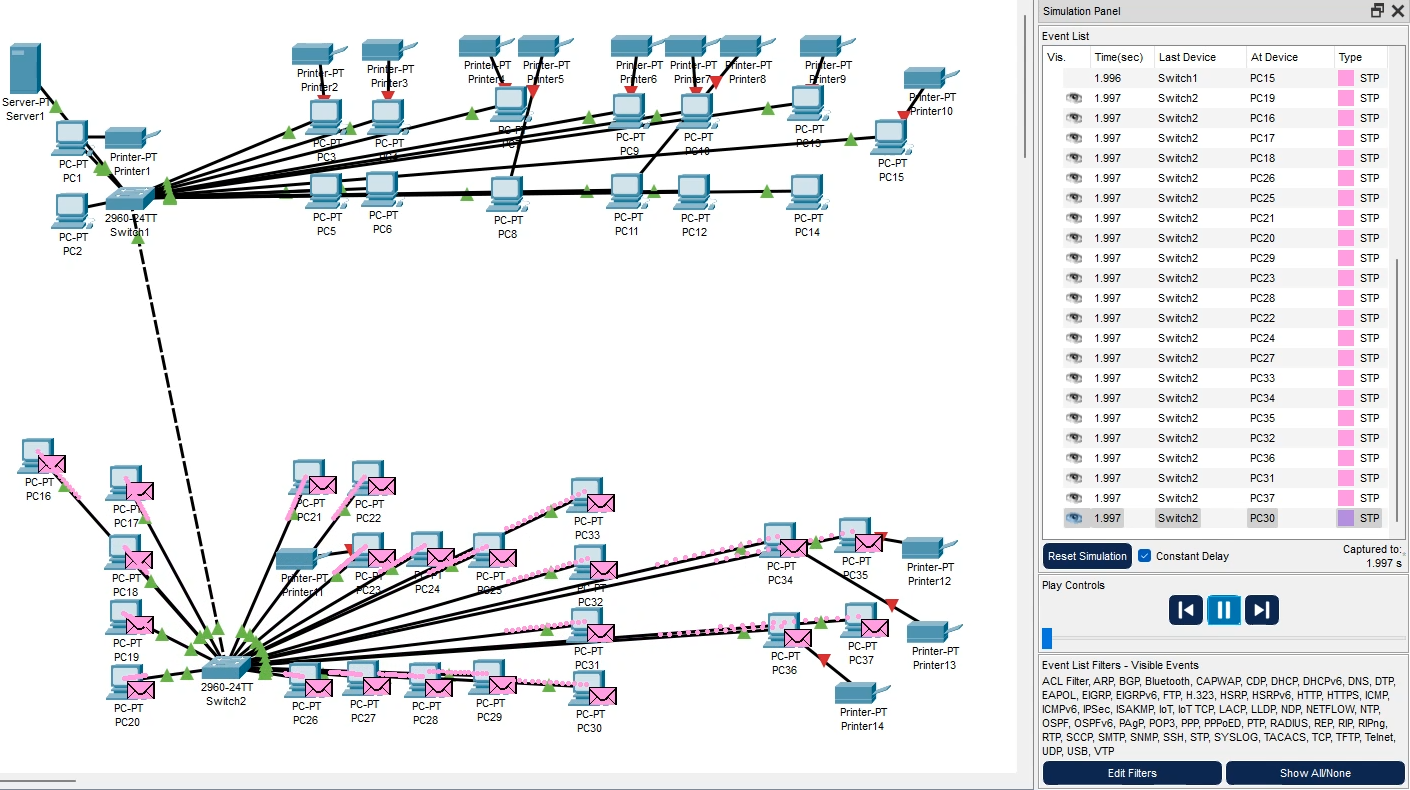 Simulation Panel
Event List
Vis. Time(sec) Last Device At Device Type
1.996 Switch1 PC15 STP
1.997 Switch2 PC19 STP
1.997 Switch2 PC16 STP
1.997 Switch2 PC17 STP
1.997 Switch2 PC18 STP
1.997 Switch2 PC26 STP
1.997 Switch2 PC25 STP
1.997 Switch2 PC21 STP
1.997 Switch2 PC20 STP
1.997 Switch2 PC29 STP
1.997 Switch2 PC23 STP
1.997 Switch2 PC28 STP
1.997 Switch2 PC22 STP
1.997 Switch2 PC24 STP
1.997 Switch2 PC27 STP
1.997 Switch2 PC33 STP
1.997 Switch2 PC34 STP
1.997 Switch2 PC35 STP
1.997 Switch2 PC32 STP
1.997 Switch2 PC36 STP
1.997 Switch2 PC31 STP
1.997 Switch2 PC37 STP
1.997 Switch2 PC30 STP
Reset Simulation
Constant Delay
Captured to:
1.997 s
Play Controls
Event List Filters - Visible Events
ACL Filter, ARP, BGP, Bluetooth, CAPWAP, CDP, DHCP, DHCPv6, DNS, DTP,
EAPOL, EIGRP, EIGRPv6, FTP, H.323, HSRP, HSRPv6, HTTP, HTTPS, ICMP,
ICMPv6, IPSec, ISAKMP, IoT, IoT TCP, LACP, LLDP, NDP, NETFLOW, NTP,
OSPF, OSPFv6, PAgP, POP3, PPP, PPPoED, PTP, RADIUS, REP, RIP, RIPng,
RTP, SCCP, SMTP, SNMP, SSH, STP, SYSLOG, TACACS, TCP, TFTP, Telnet,
UDP, USB, VTP
Edit Filters
Show All/None
Server-PT
Server1
PC-PT
PC1
Printer-PT
Printer1
PC-PT
PC2
2960-24TT
Switch1
Printer-PT
Printer2
Printer-PT
Printer3
Printer-PT
Printer-PT
Printer5
Printer-PT
Printer6
Printer-PT
Printer7
Printer-PT
Printer8
Printer-PT
Printer9
Printer-PT
Printer10
PC-PT
PC3
PC-PT
PC-PT
PC-PT
PC9
PC-PT
PC10
PC-PT
PC13
PC-PT
PC15
PC-PT
PC5
PC-PT
PC6
PC-PT
PC8
PC-PT
PC11
PC-PT
PC12
PC-PT
PC14
PC-PT
PC16
PC-PT
PC17
PC-PT
PC18
PC-PT
PC19
PC-PT
PC20
2960-24TT
Switch2
PC-PT
PC21
PC-PT
PC22
Printer-PT
Printer11
PC-PT
PC23
PC-PT
PC24
PC-PT
PC25
PC-PT
PC26
PC-PT
PC27
PC-PT
PC28
PC-PT
PC29
PC-PT
PC30
PC-PT
PC31
PC-PT
PC32
PC-PT
PC33
PC-PT
PC34
PC-PT
PC35
Printer-PT
Printer12
Printer-PT
Printer13
PC-PT
PC36
PC-PT
PC37
Printer-PT
Printer14